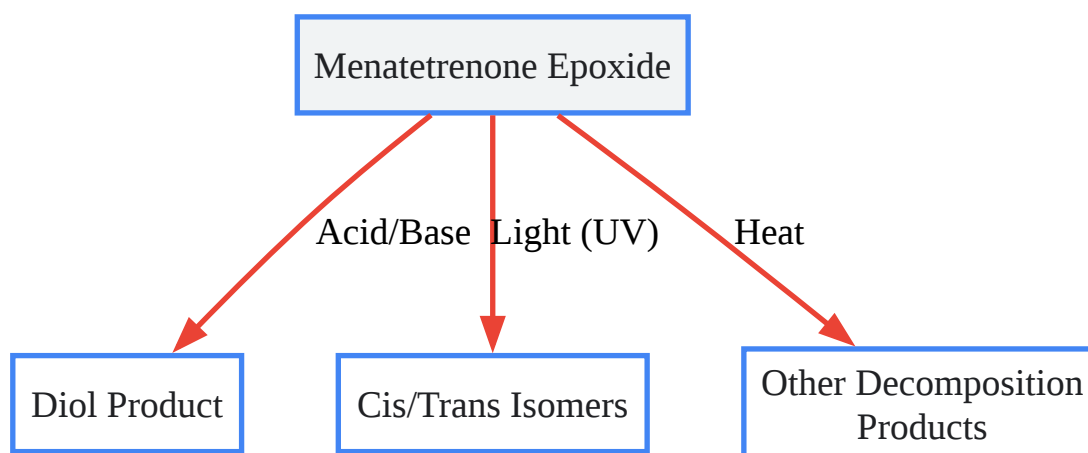 Menatetrenone Epoxide
Acid/Base
Light (UV)
Heat
Diol Product
Cis/Trans Isomers
Other Decomposition
Products